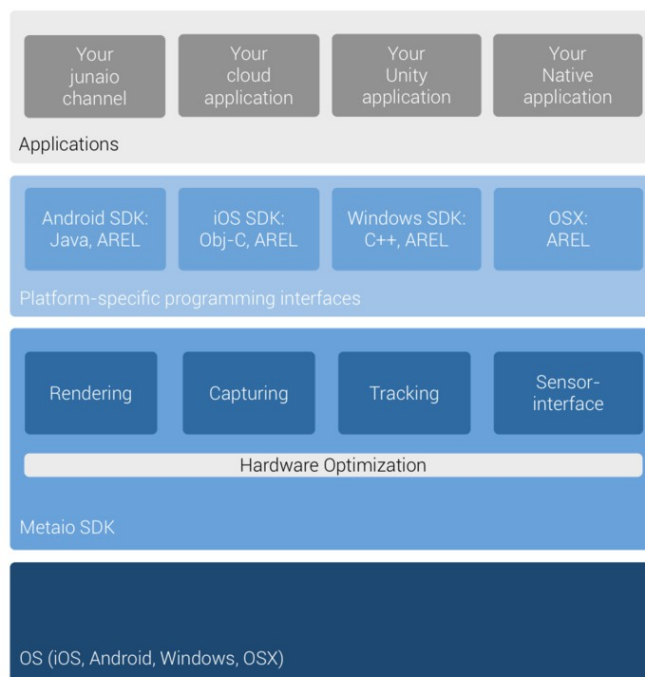 Your
junaio
channel
Your
cloud
application
Your
Unity
application
Your
Native
application
Applications
Android SDK:
Java, AREL
iOS SDK:
Obj-C, AREL
Windows SDK:
C++, AREL
OSX:
AREL
Platform-specific programming interfaces
Rendering
Capturing
Tracking
Sensor-
interface
Hardware Optimization
Metaio SDK
OS (iOS, Android, Windows, OSX)